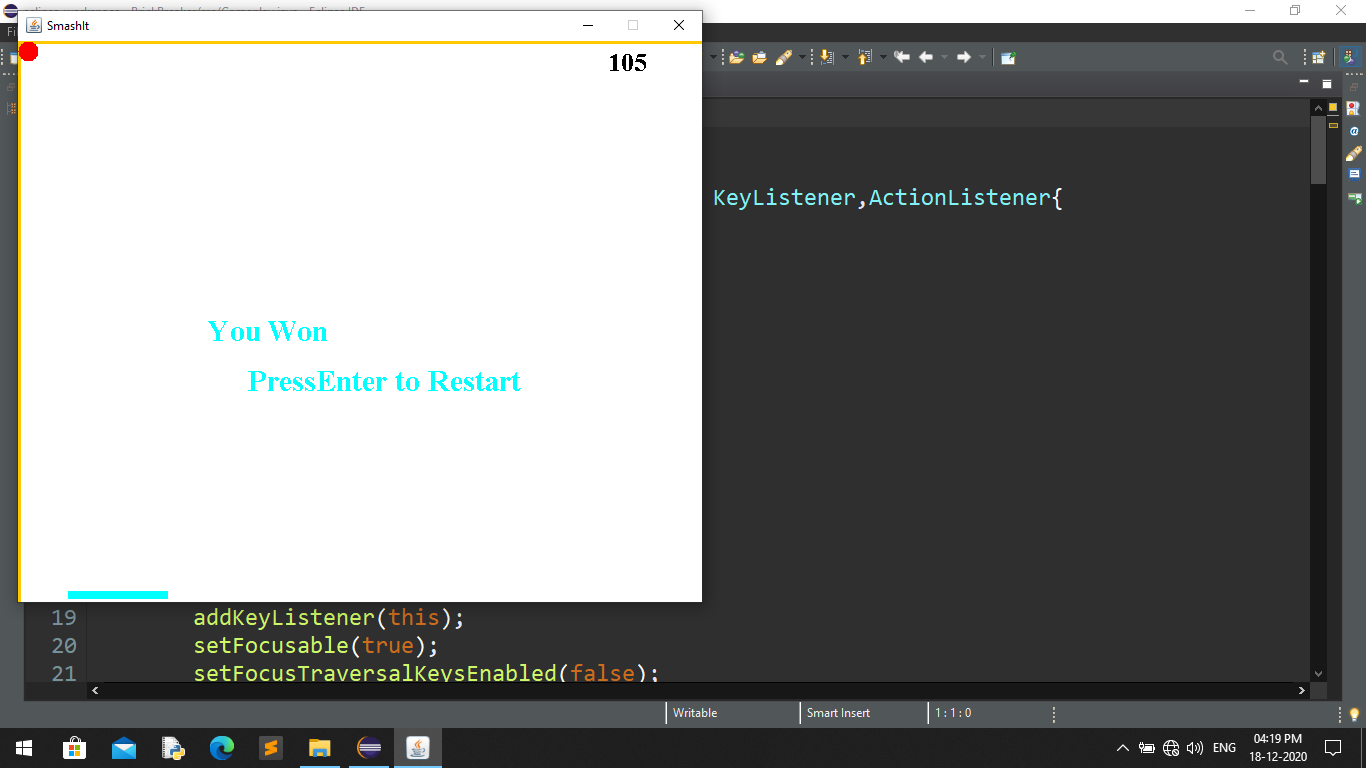 SmashIt
105
KeyListener,ActionListener{
You Won
PressEnter to Restart
19 addKeyListener(this);
20 setFocusable(true);
21 setFocusTraversalKeysEnabled(false);
Writable Smart Insert 1 : 1 : 0
ENG 04:19 PM
18-12-2020